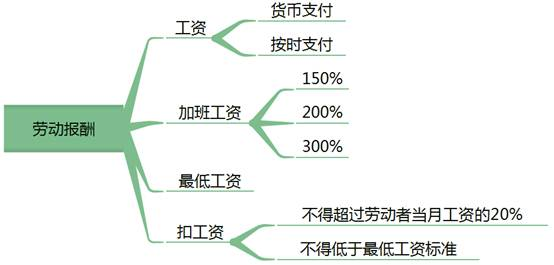 劳动报酬
工资
货币支付
按时支付
加班工资
150%
200%
300%
最低工资
扣工资
不得超过劳动者当月工资的20%
不得低于最低工资标准